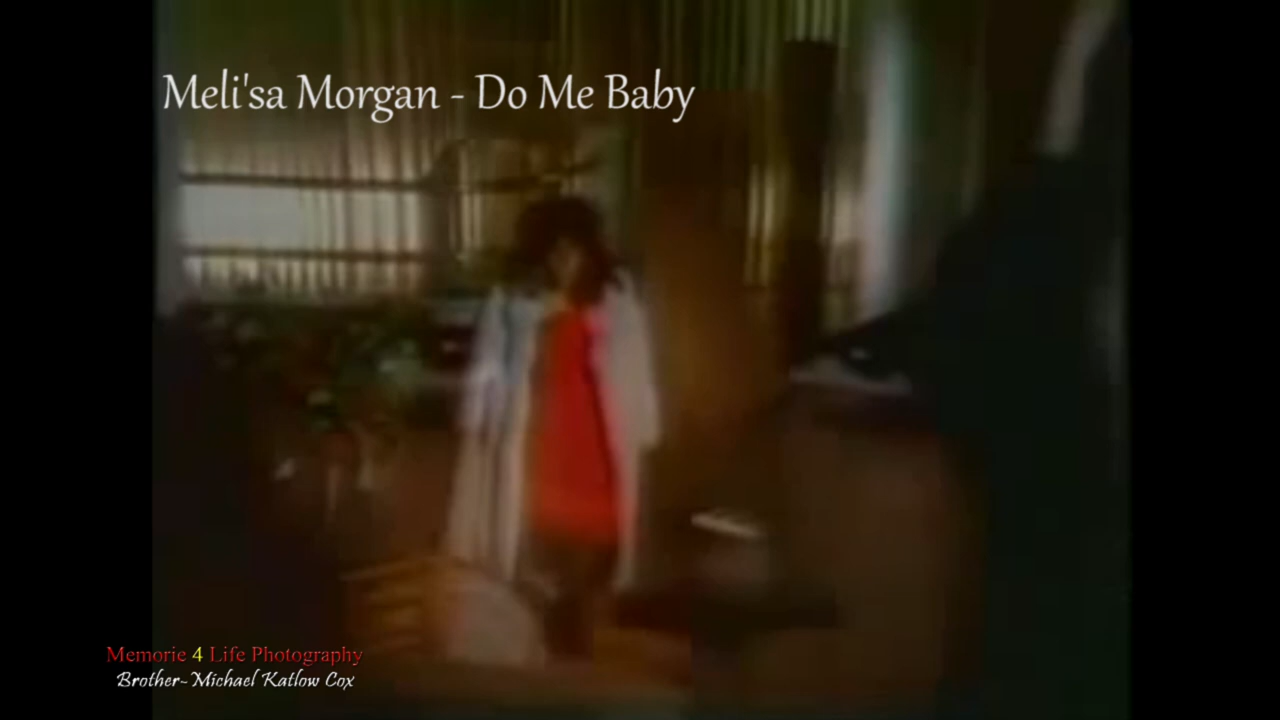 Meli'sa Morgan - Do Me Baby
Memorie 4 Life Photography
Brother-Michael Katlow Cox